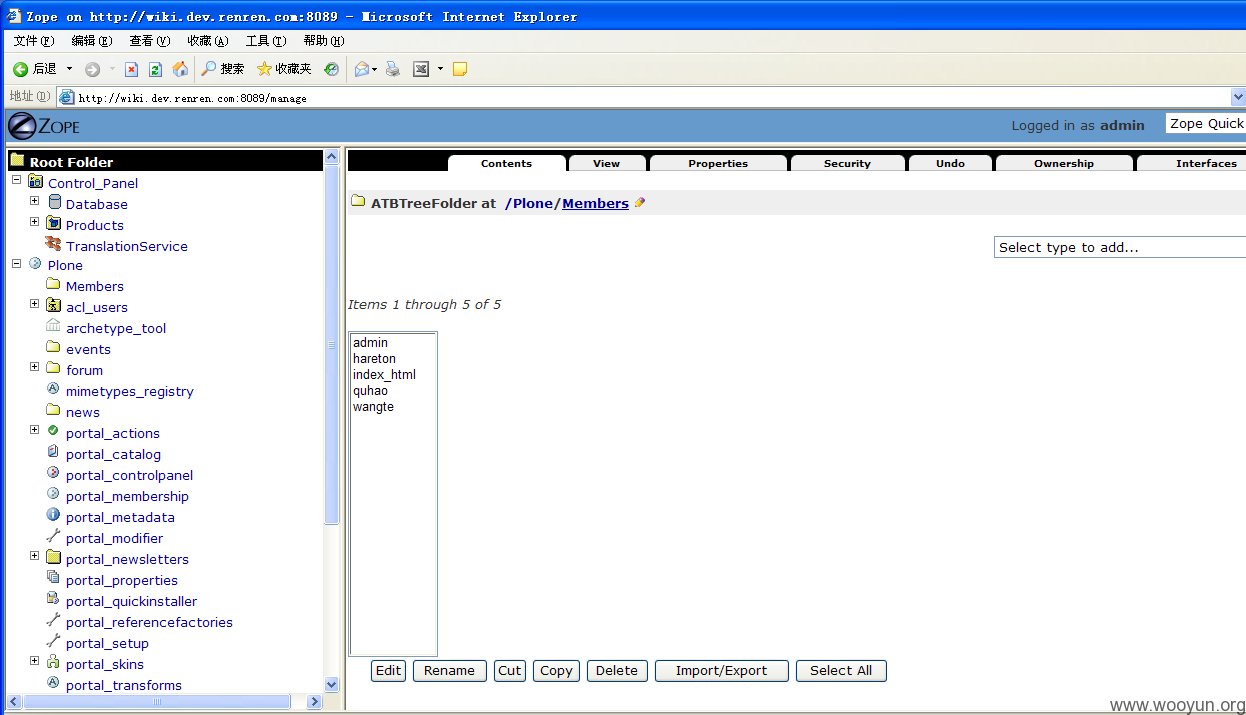 Zope on http://wiki.dev.renren.com:8089 - Microsoft Internet Explorer
文件(F) 编辑(E) 查看(V) 收藏(A) 工具(T) 帮助(H)
后退 搜索 收藏夹
地址(D) http://wiki.dev.renren.com:8089/manage
ZOPE Logged in as admin Zope Quick
Root Folder
Control_Panel
Database
Products
TranslationService
Plone
Members
acl_users
archetype_tool
events
forum
mimetypes_registry
news
portal_actions
portal_catalog
portal_controlpanel
portal_membership
portal_metadata
portal_modifier
portal_newsletters
portal_properties
portal_quickinstaller
portal_referencefactories
portal_setup
portal_skins
portal_transforms
Contents View Properties Security Undo Ownership Interfaces
ATBTreeFolder at /Plone/Members
Select type to add...
Items 1 through 5 of 5
admin
hareton
index_html
quhao
wangte
Edit Rename Cut Copy Delete Import/Export Select All
www.wooyun.org